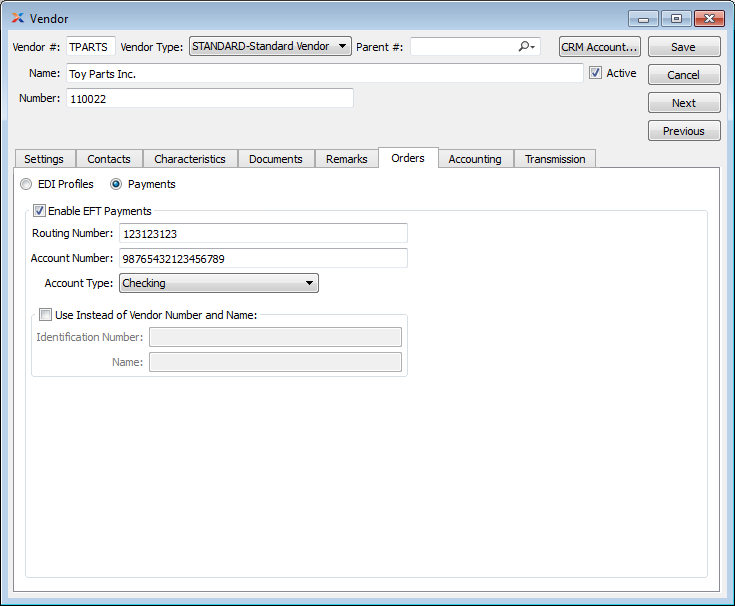 Vendor
Vendor #: TPARTS Vendor Type: STANDARD-Standard Vendor Parent #: CRM Account... Save
Name: Toy Parts Inc. Active Cancel
Number: 110022 Next
Previous
Settings Contacts Characteristics Documents Remarks Orders Accounting Transmission
EDI Profiles Payments
Enable EFT Payments
Routing Number: 123123123
Account Number: 98765432123456789
Account Type: Checking
Use Instead of Vendor Number and Name:
Identification Number:
Name: